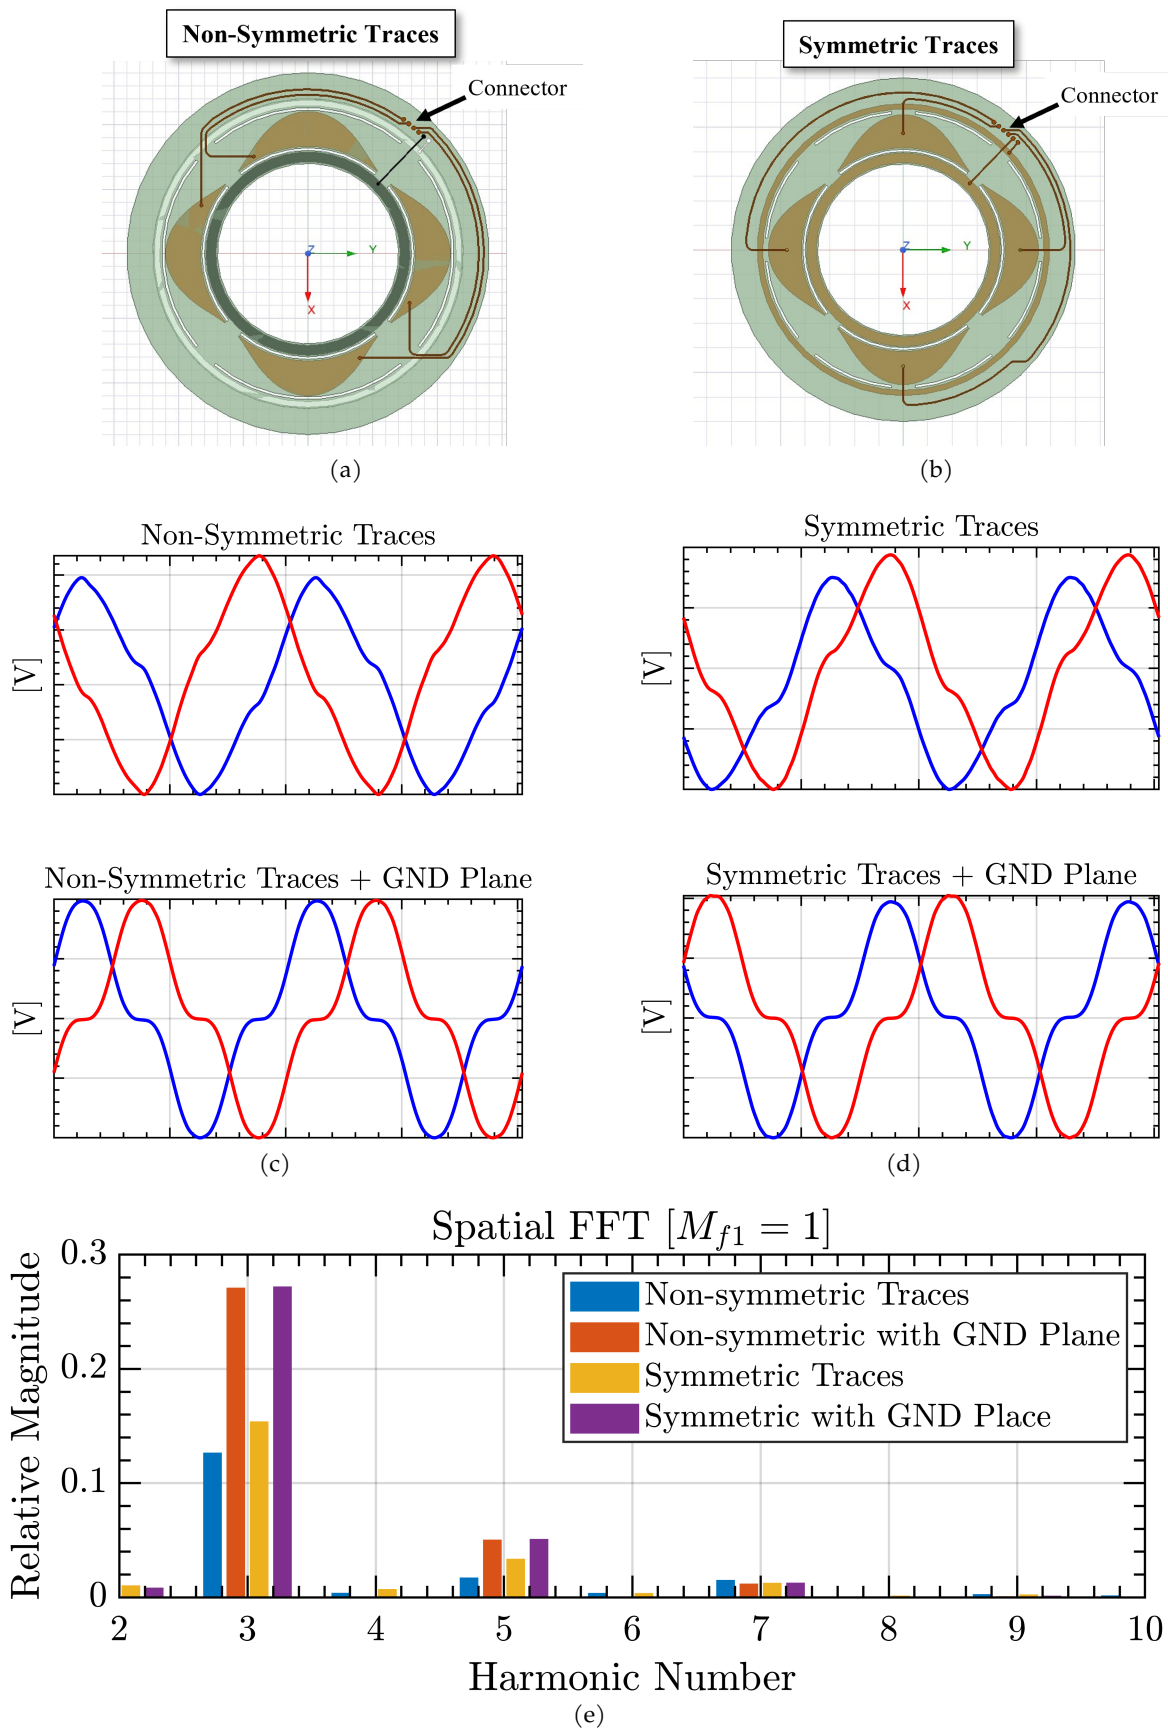 Non-Symmetric Traces
Symmetric Traces
Connector
Connector
Z
Y
X
Z
Y
X
(a)
(b)
Non-Symmetric Traces
Symmetric Traces
[V]
[V]
Non-Symmetric Traces + GND Plane
Symmetric Traces + GND Plane
[V]
[V]
(c)
(d)
Spatial FFT [M_{f1} = 1]
Relative Magnitude
0.3
0.2
0.1
0
Non-symmetric Traces
Non-symmetric with GND Plane
Symmetric Traces
Symmetric with GND Place
2 3 4 5 6 7 8 9 10
Harmonic Number
(e)